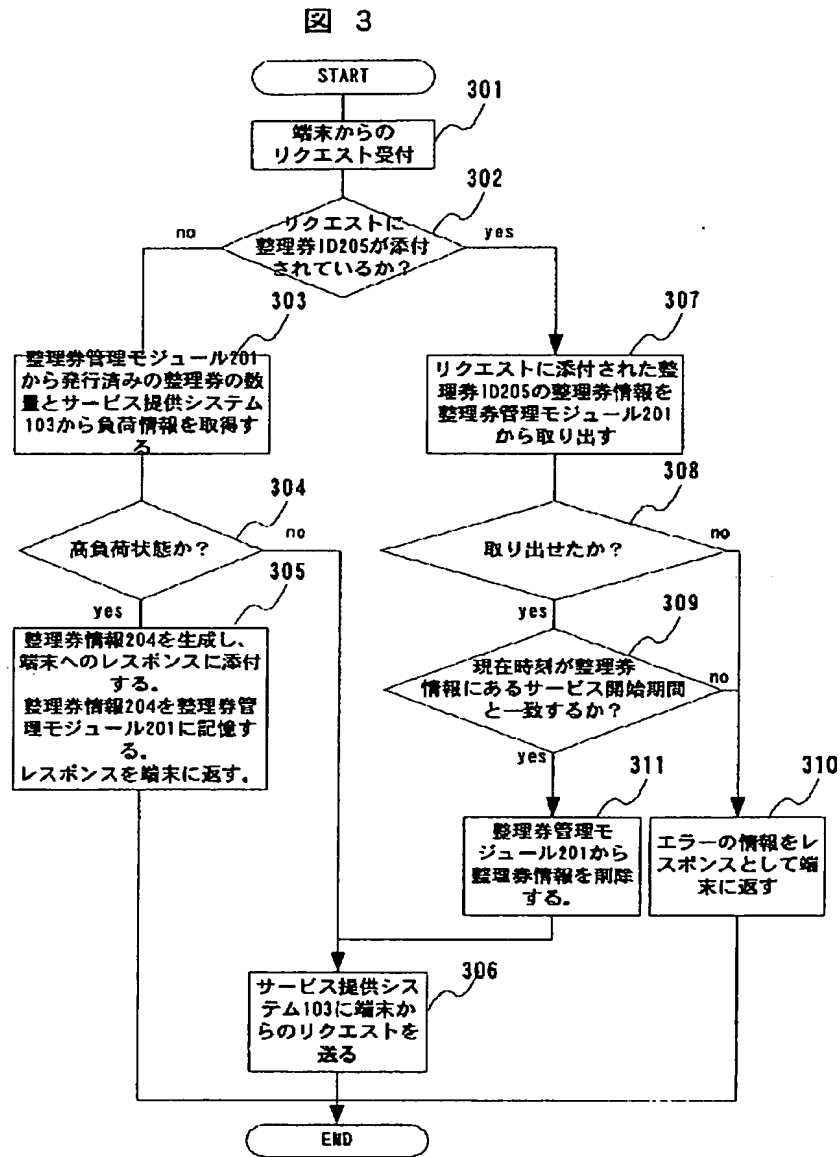 図 3
START
301
端末からの
リクエスト受付
302
リクエストに
整理券ID205が添付
されているか？
no
yes
303
整理券管理モジュール201
から発行済みの整理券の数
量とサービス提供システム
103から負荷情報を取得す
る
307
リクエストに添付された整
理券ID205の整理券情報を
整理券管理モジュール201
から取り出す
304
高負荷状態か？
no
yes
308
取り出せたか？
no
yes
305
整理券情報204を生成し、
端末へのレスポンスに添付
する。
整理券情報204を整理券管
理モジュール201に記憶す
る。
レスポンスを端末に返す。
309
現在時刻が整理券
情報にあるサービス開始期間
と一致するか？
no
yes
311
整理券管理モ
ジュール201から
整理券情報を削除
する。
310
エラーの情報をレ
スポンスとして端
末に返す
306
サービス提供シス
テム103に端末か
らのリクエストを
送る
END